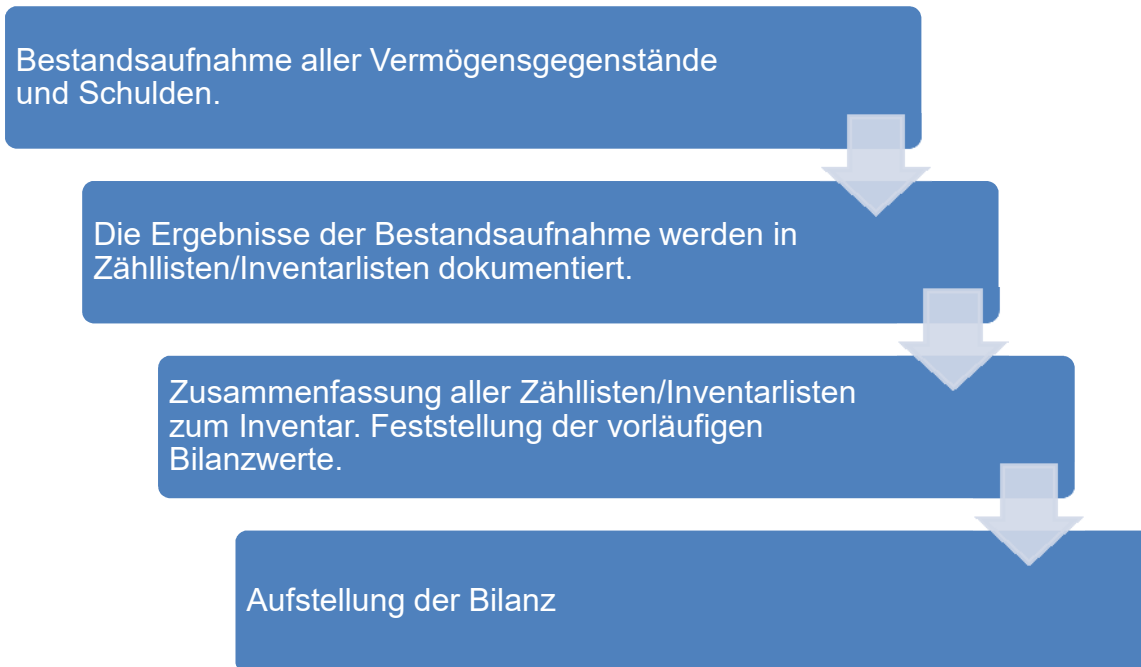 Bestandsaufnahme aller Vermögensgegenstände
und Schulden.
Die Ergebnisse der Bestandsaufnahme werden in
Zähllisten/Inventarlisten dokumentiert.
Zusammenfassung aller Zähllisten/Inventarlisten
zum Inventar. Feststellung der vorläufigen
Bilanzwerte.
Aufstellung der Bilanz